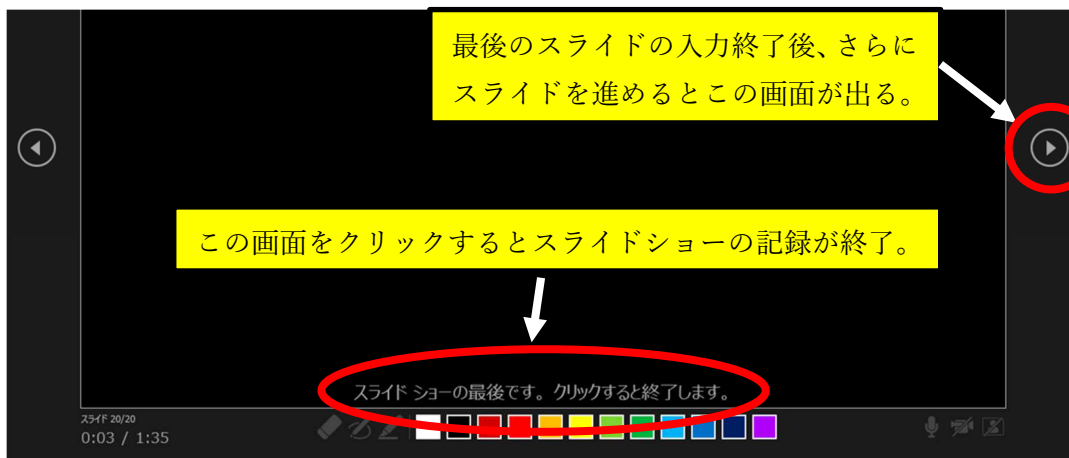 最後のスライドの入力終了後、さらに
スライドを進めるとこの画面が出る。
この画面をクリックするとスライドショーの記録が終了。
スライド ショーの最後です。クリックすると終了します。
スライド 20/20
0:03 / 1:35